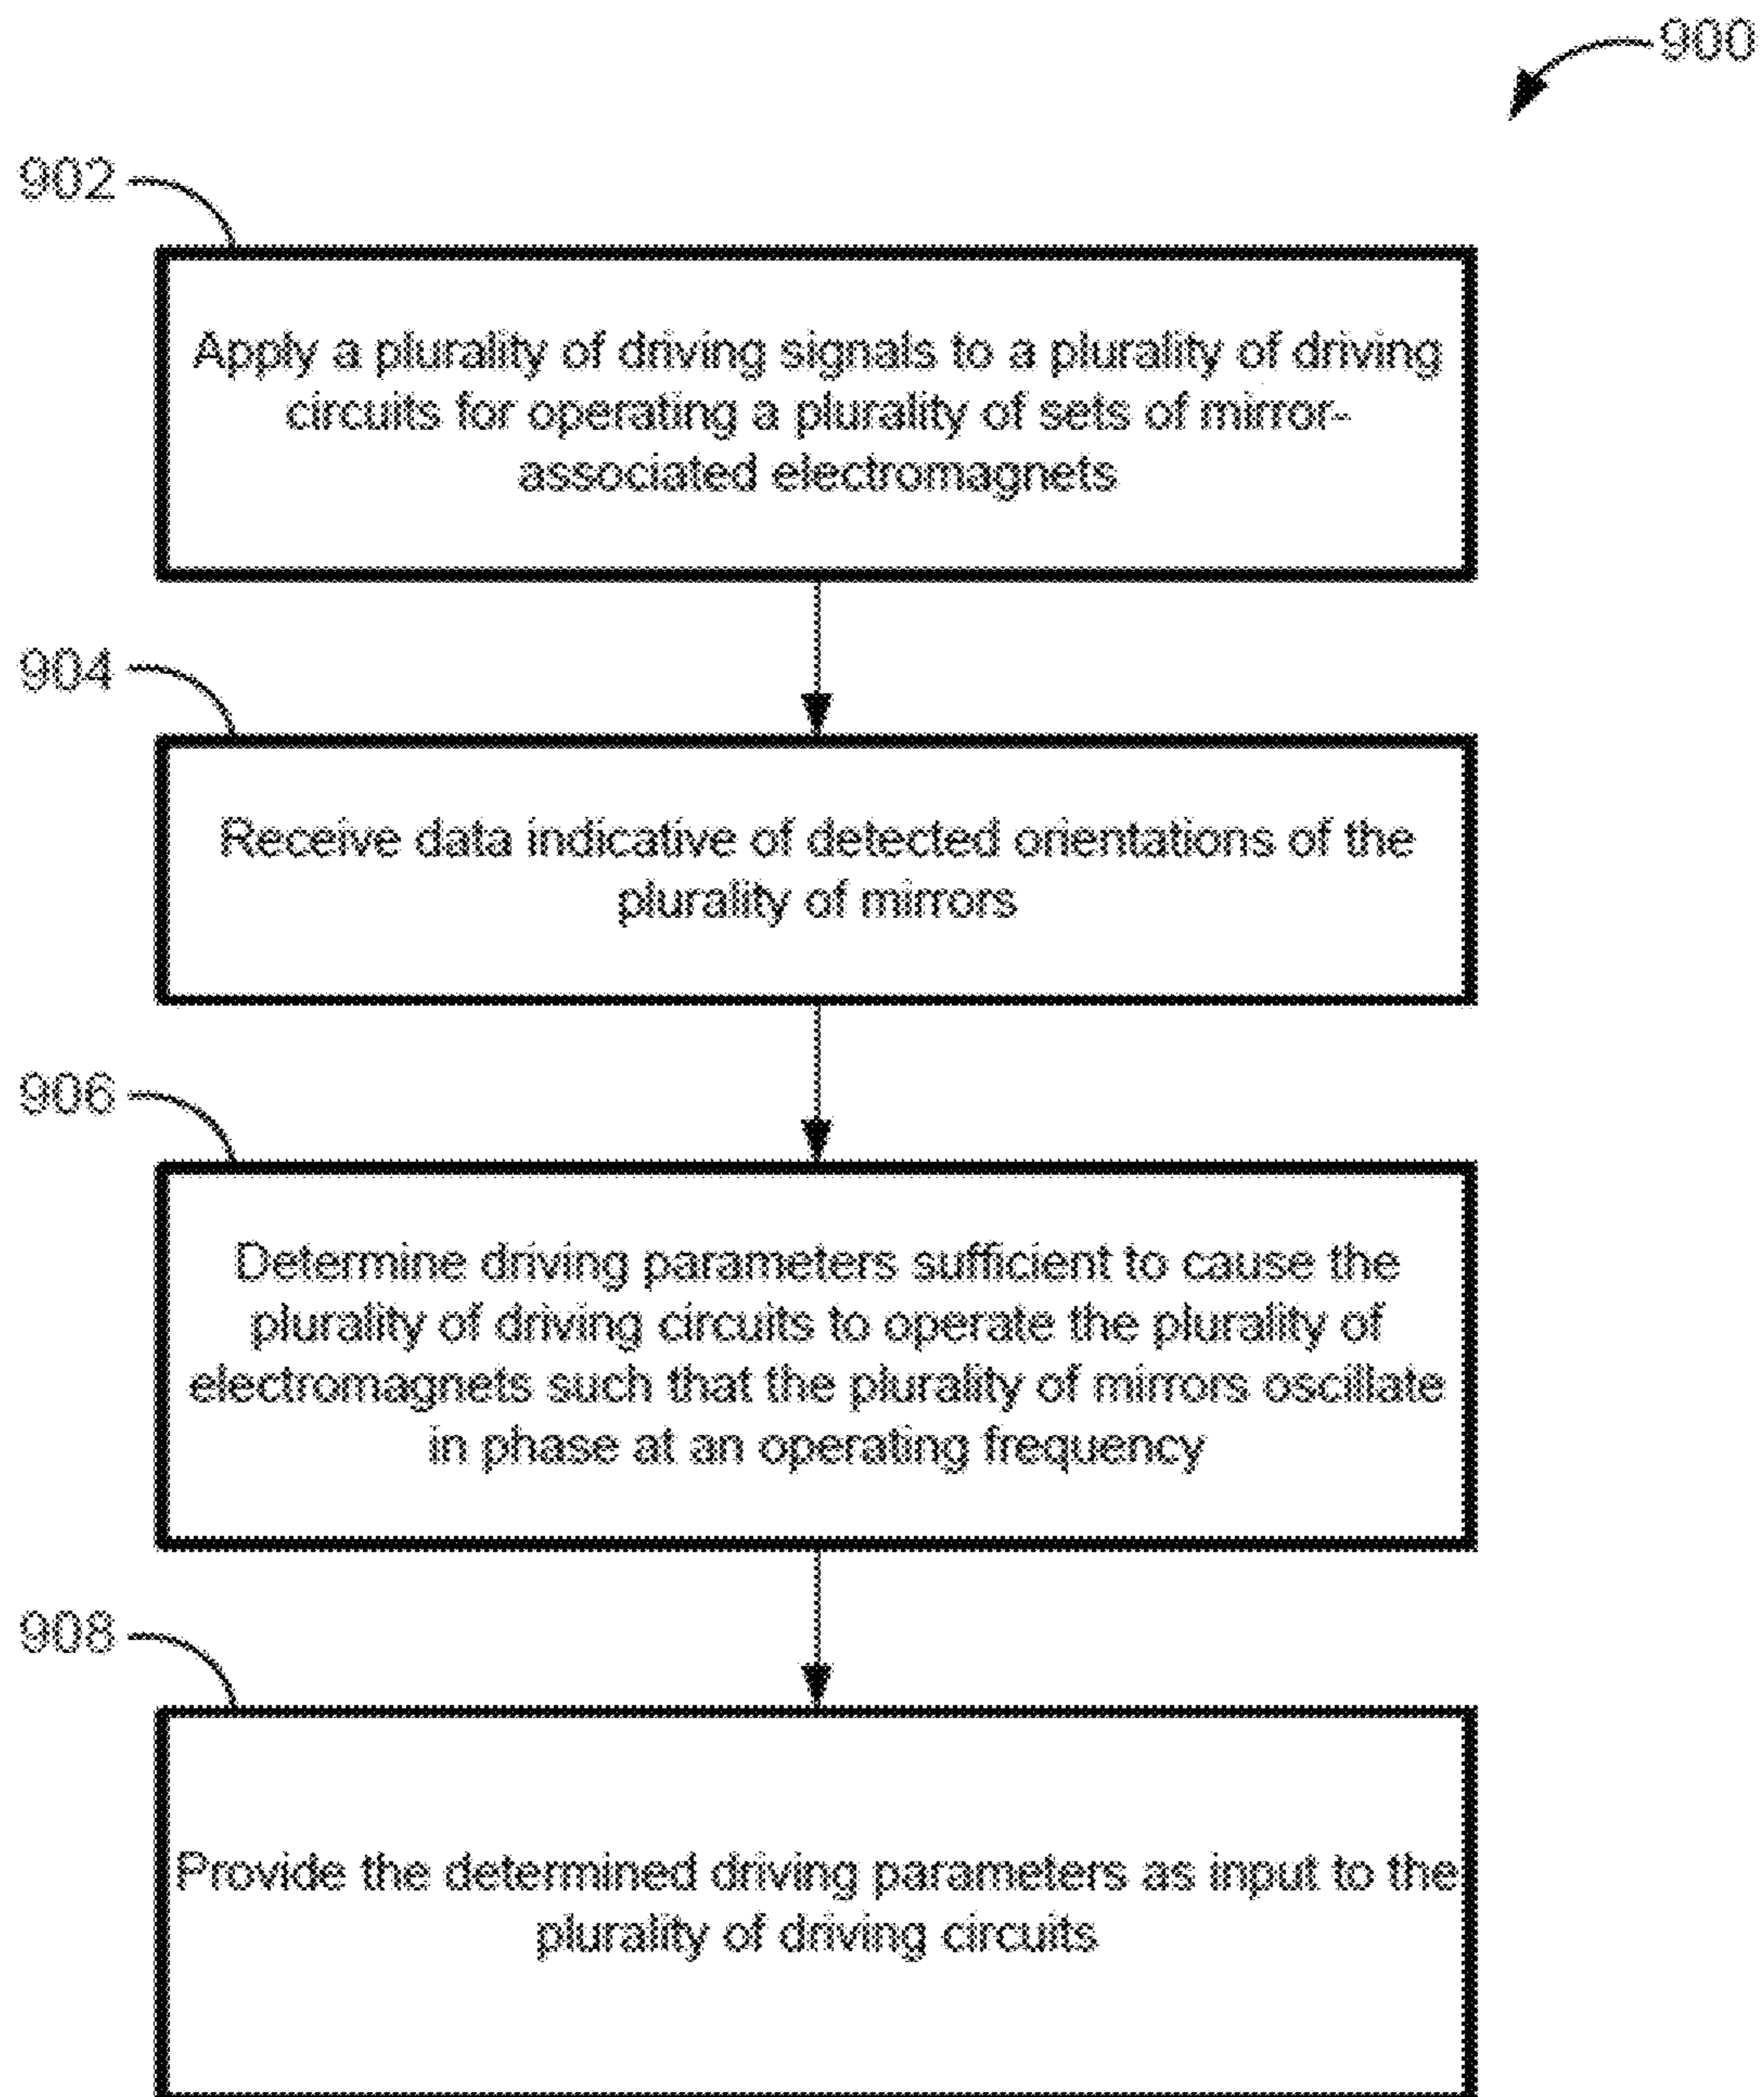 900
902
Apply a plurality of driving signals to a plurality of driving
circuits for operating a plurality of sets of mirror-
associated electromagnets
904
Receive data indicative of detected orientations of the
plurality of mirrors
906
Determine driving parameters sufficient to cause the
plurality of driving circuits to operate the plurality of
electromagnets such that the plurality of mirrors oscillate
in phase at an operating frequency
908
Provide the determined driving parameters as input to the
plurality of driving circuits